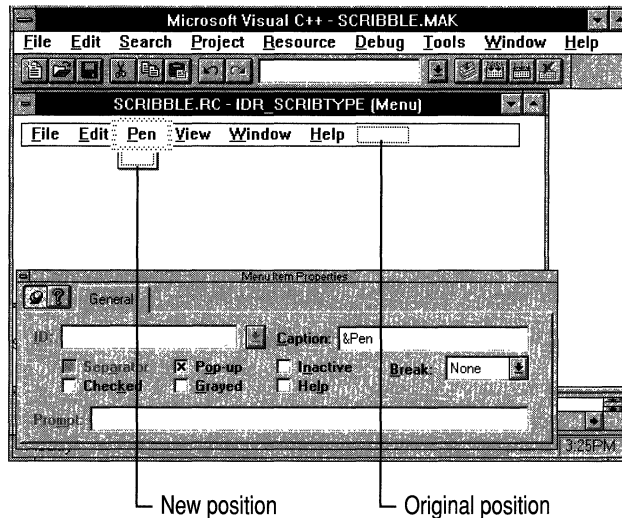 Microsoft Visual C++ - SCRIBBLE.MAK
File Edit Search Project Resource Debug Tools Window Help
SCRIBBLE.RC - IDR_SCRIBTYPE (Menu)
File Edit Pen View Window Help
Menu Item Properties
General
ID: Caption: &Pen
Separator Pop-up Inactive Break: None
Checked Grayed Help
Prompt:
3:25PM
New position Original position